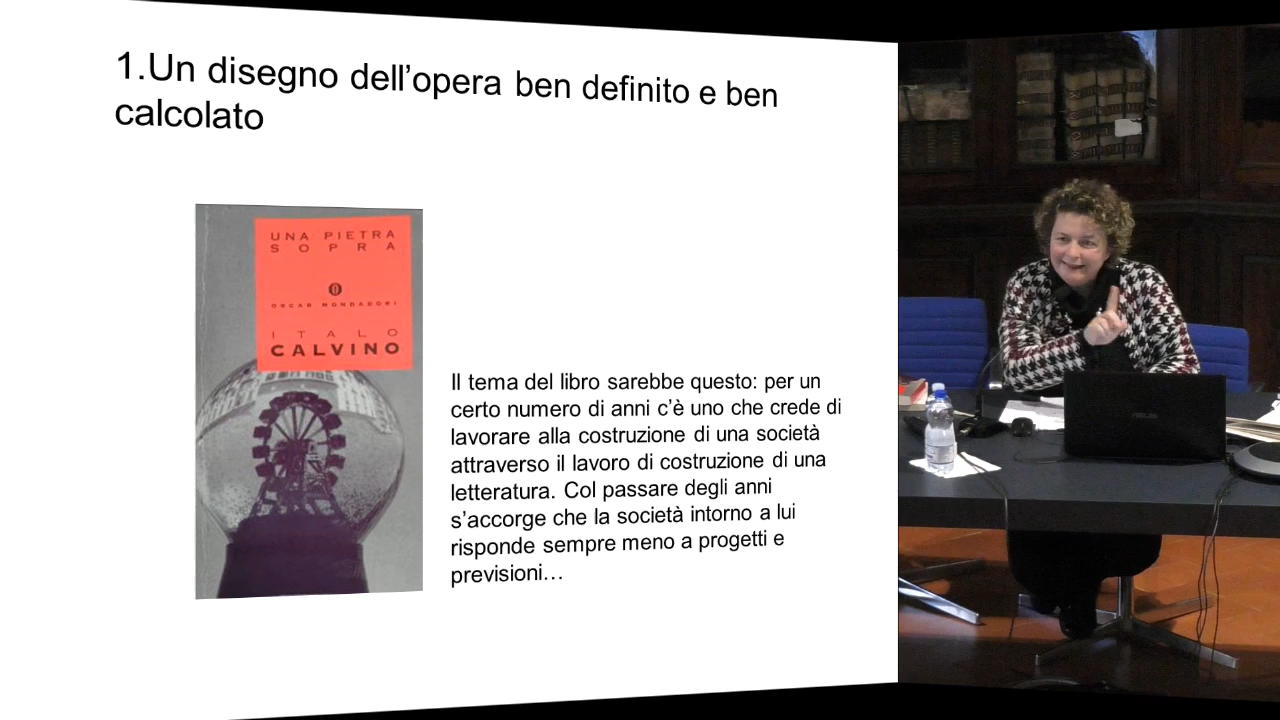 1.Un disegno dell’opera ben definito e ben
calcolato
UNA PIETRA
SOPRA
OSCAR MONDADORI
ITALO
CALVINO
Il tema del libro sarebbe questo: per un
certo numero di anni c’è uno che crede di
lavorare alla costruzione di una società
attraverso il lavoro di costruzione di una
letteratura. Col passare degli anni
s’accorge che la società intorno a lui
risponde sempre meno a progetti e
previsioni…
ASUS